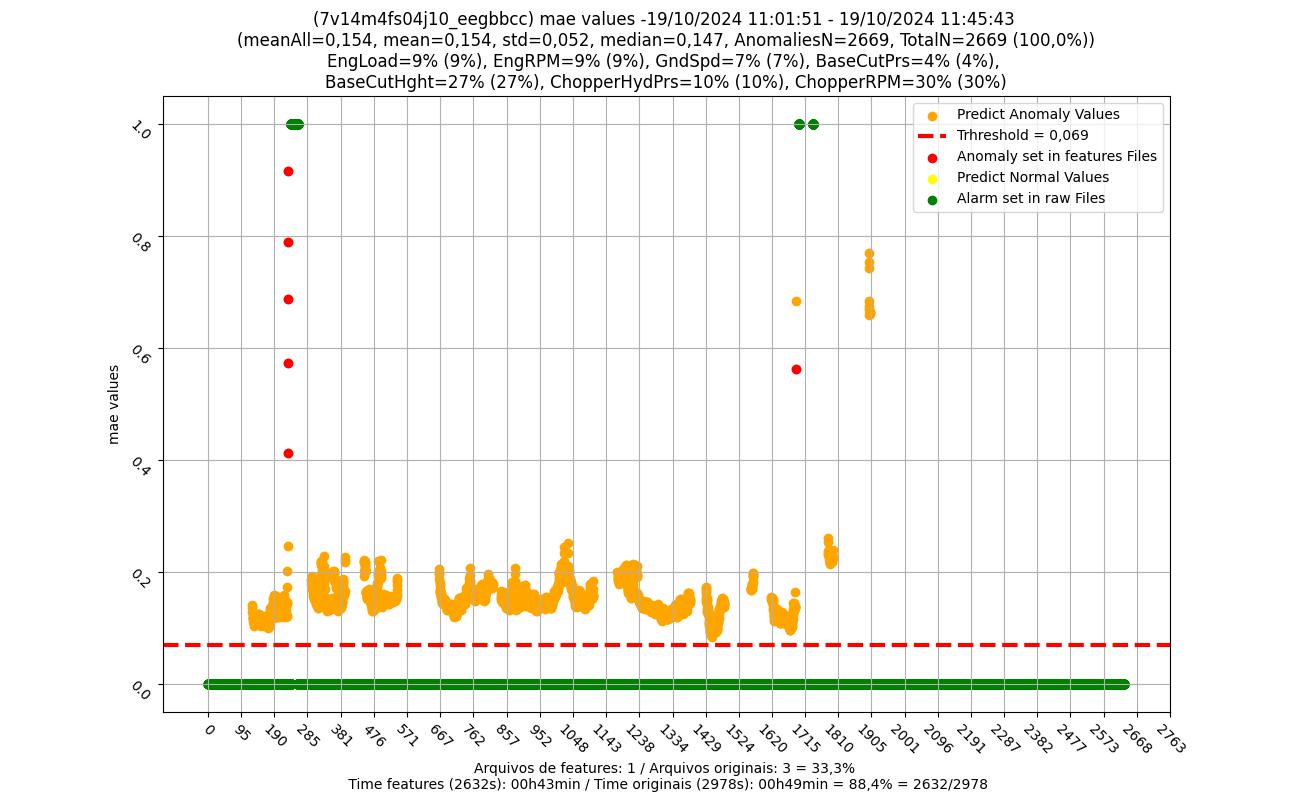 (7v14m4fs04j10_eegbbcc) mae values -19/10/2024 11:01:51 - 19/10/2024 11:45:43
(meanAll=0,154, mean=0,154, std=0,052, median=0,147, AnomaliesN=2669, TotalN=2669 (100,0%))
EngLoad=9% (9%), EngRPM=9% (9%), GndSpd=7% (7%), BaseCutPrs=4% (4%),
BaseCutHght=27% (27%), ChopperHydPrs=10% (10%), ChopperRPM=30% (30%)
Predict Anomaly Values
Trhreshold = 0,069
Anomaly set in features Files
Predict Normal Values
Alarm set in raw Files
mae values
1.0
0.8
0.6
0.4
0.2
0.0
0 95 190 285 381 476 571 667 762 857 952 1048 1143 1238 1334 1429 1524 1620 1715 1810 1905 2001 2096 2191 2287 2382 2477 2573 2668 2763
Arquivos de features: 1 / Arquivos originais: 3 = 33,3%
Time features (2632s): 00h43min / Time originais (2978s): 00h49min = 88,4% = 2632/2978